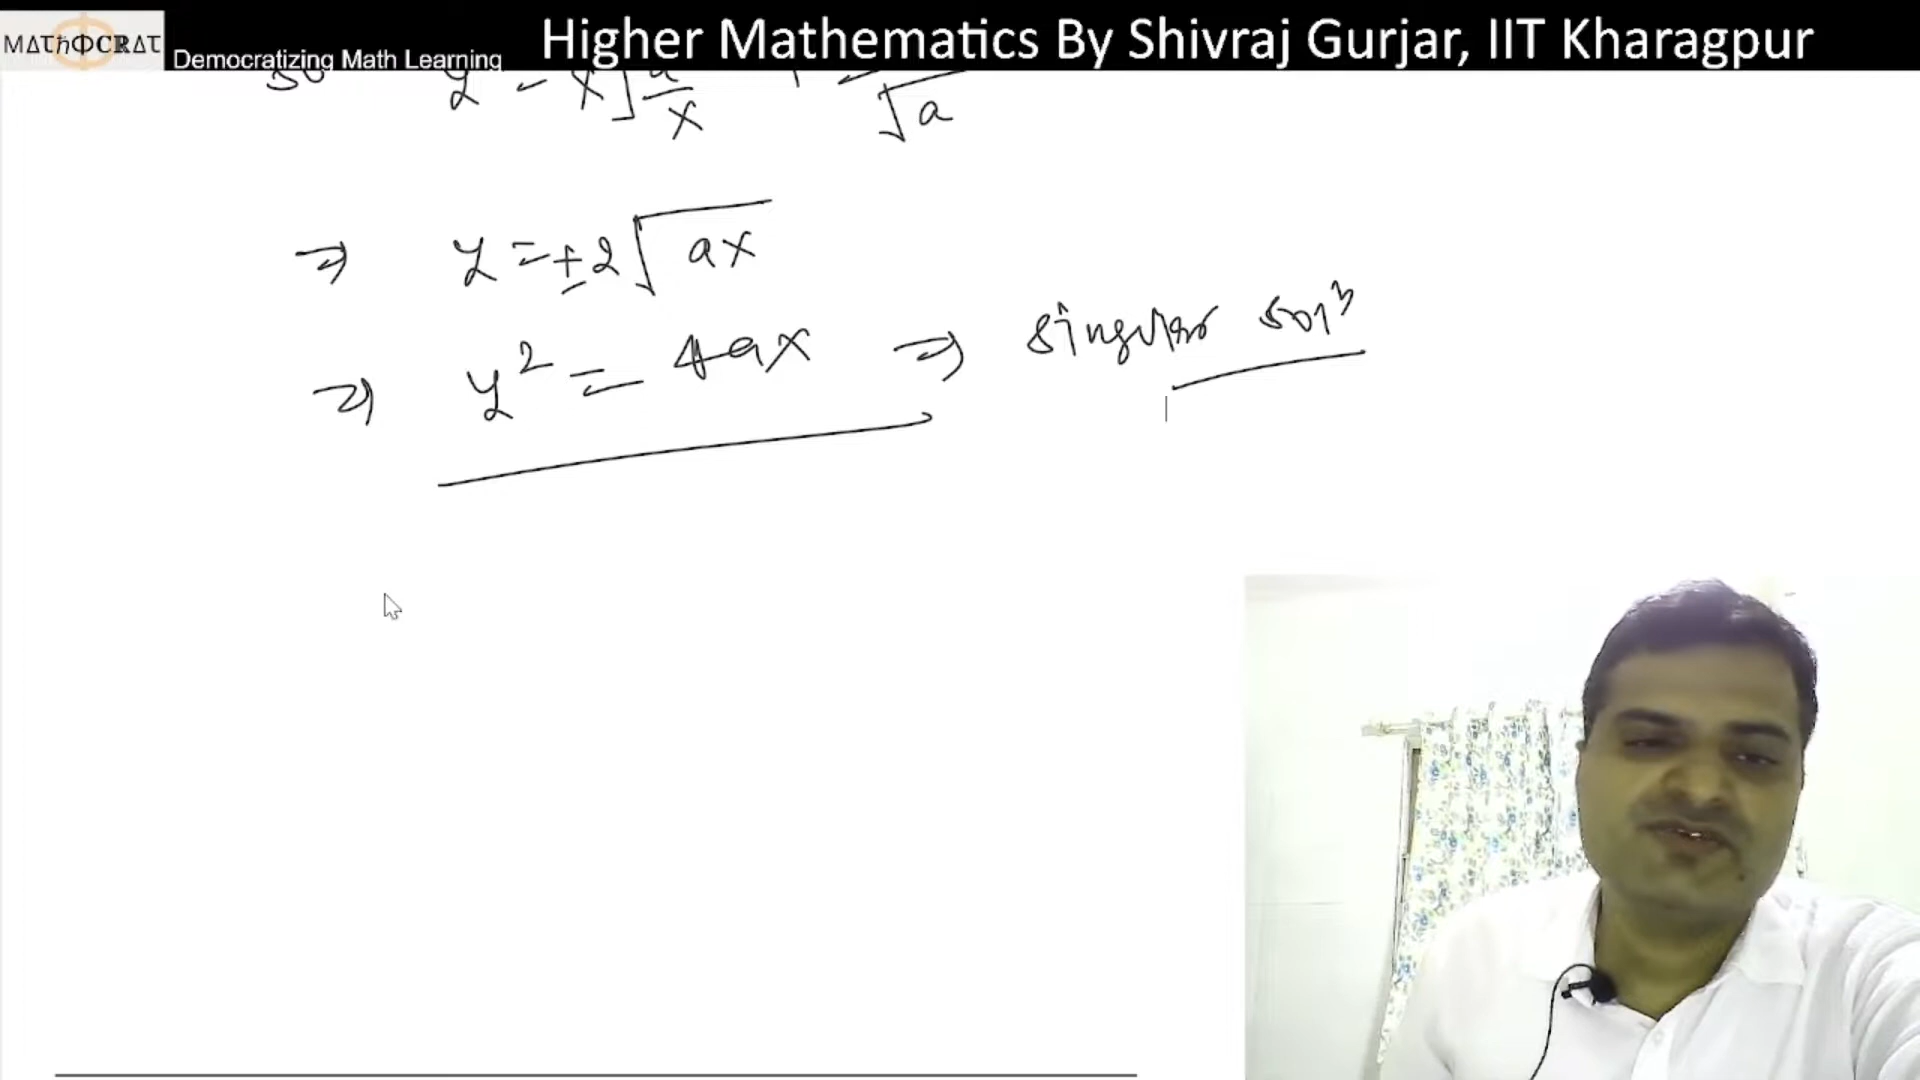 MATHOCRAT Democratizing Math Learning Higher Mathematics By Shivraj Gurjar, IIT Kharagpur
y = x√a/x + √a
⇒ y = ±2√ax
⇒ y² = 4ax ⇒ singular solⁿ